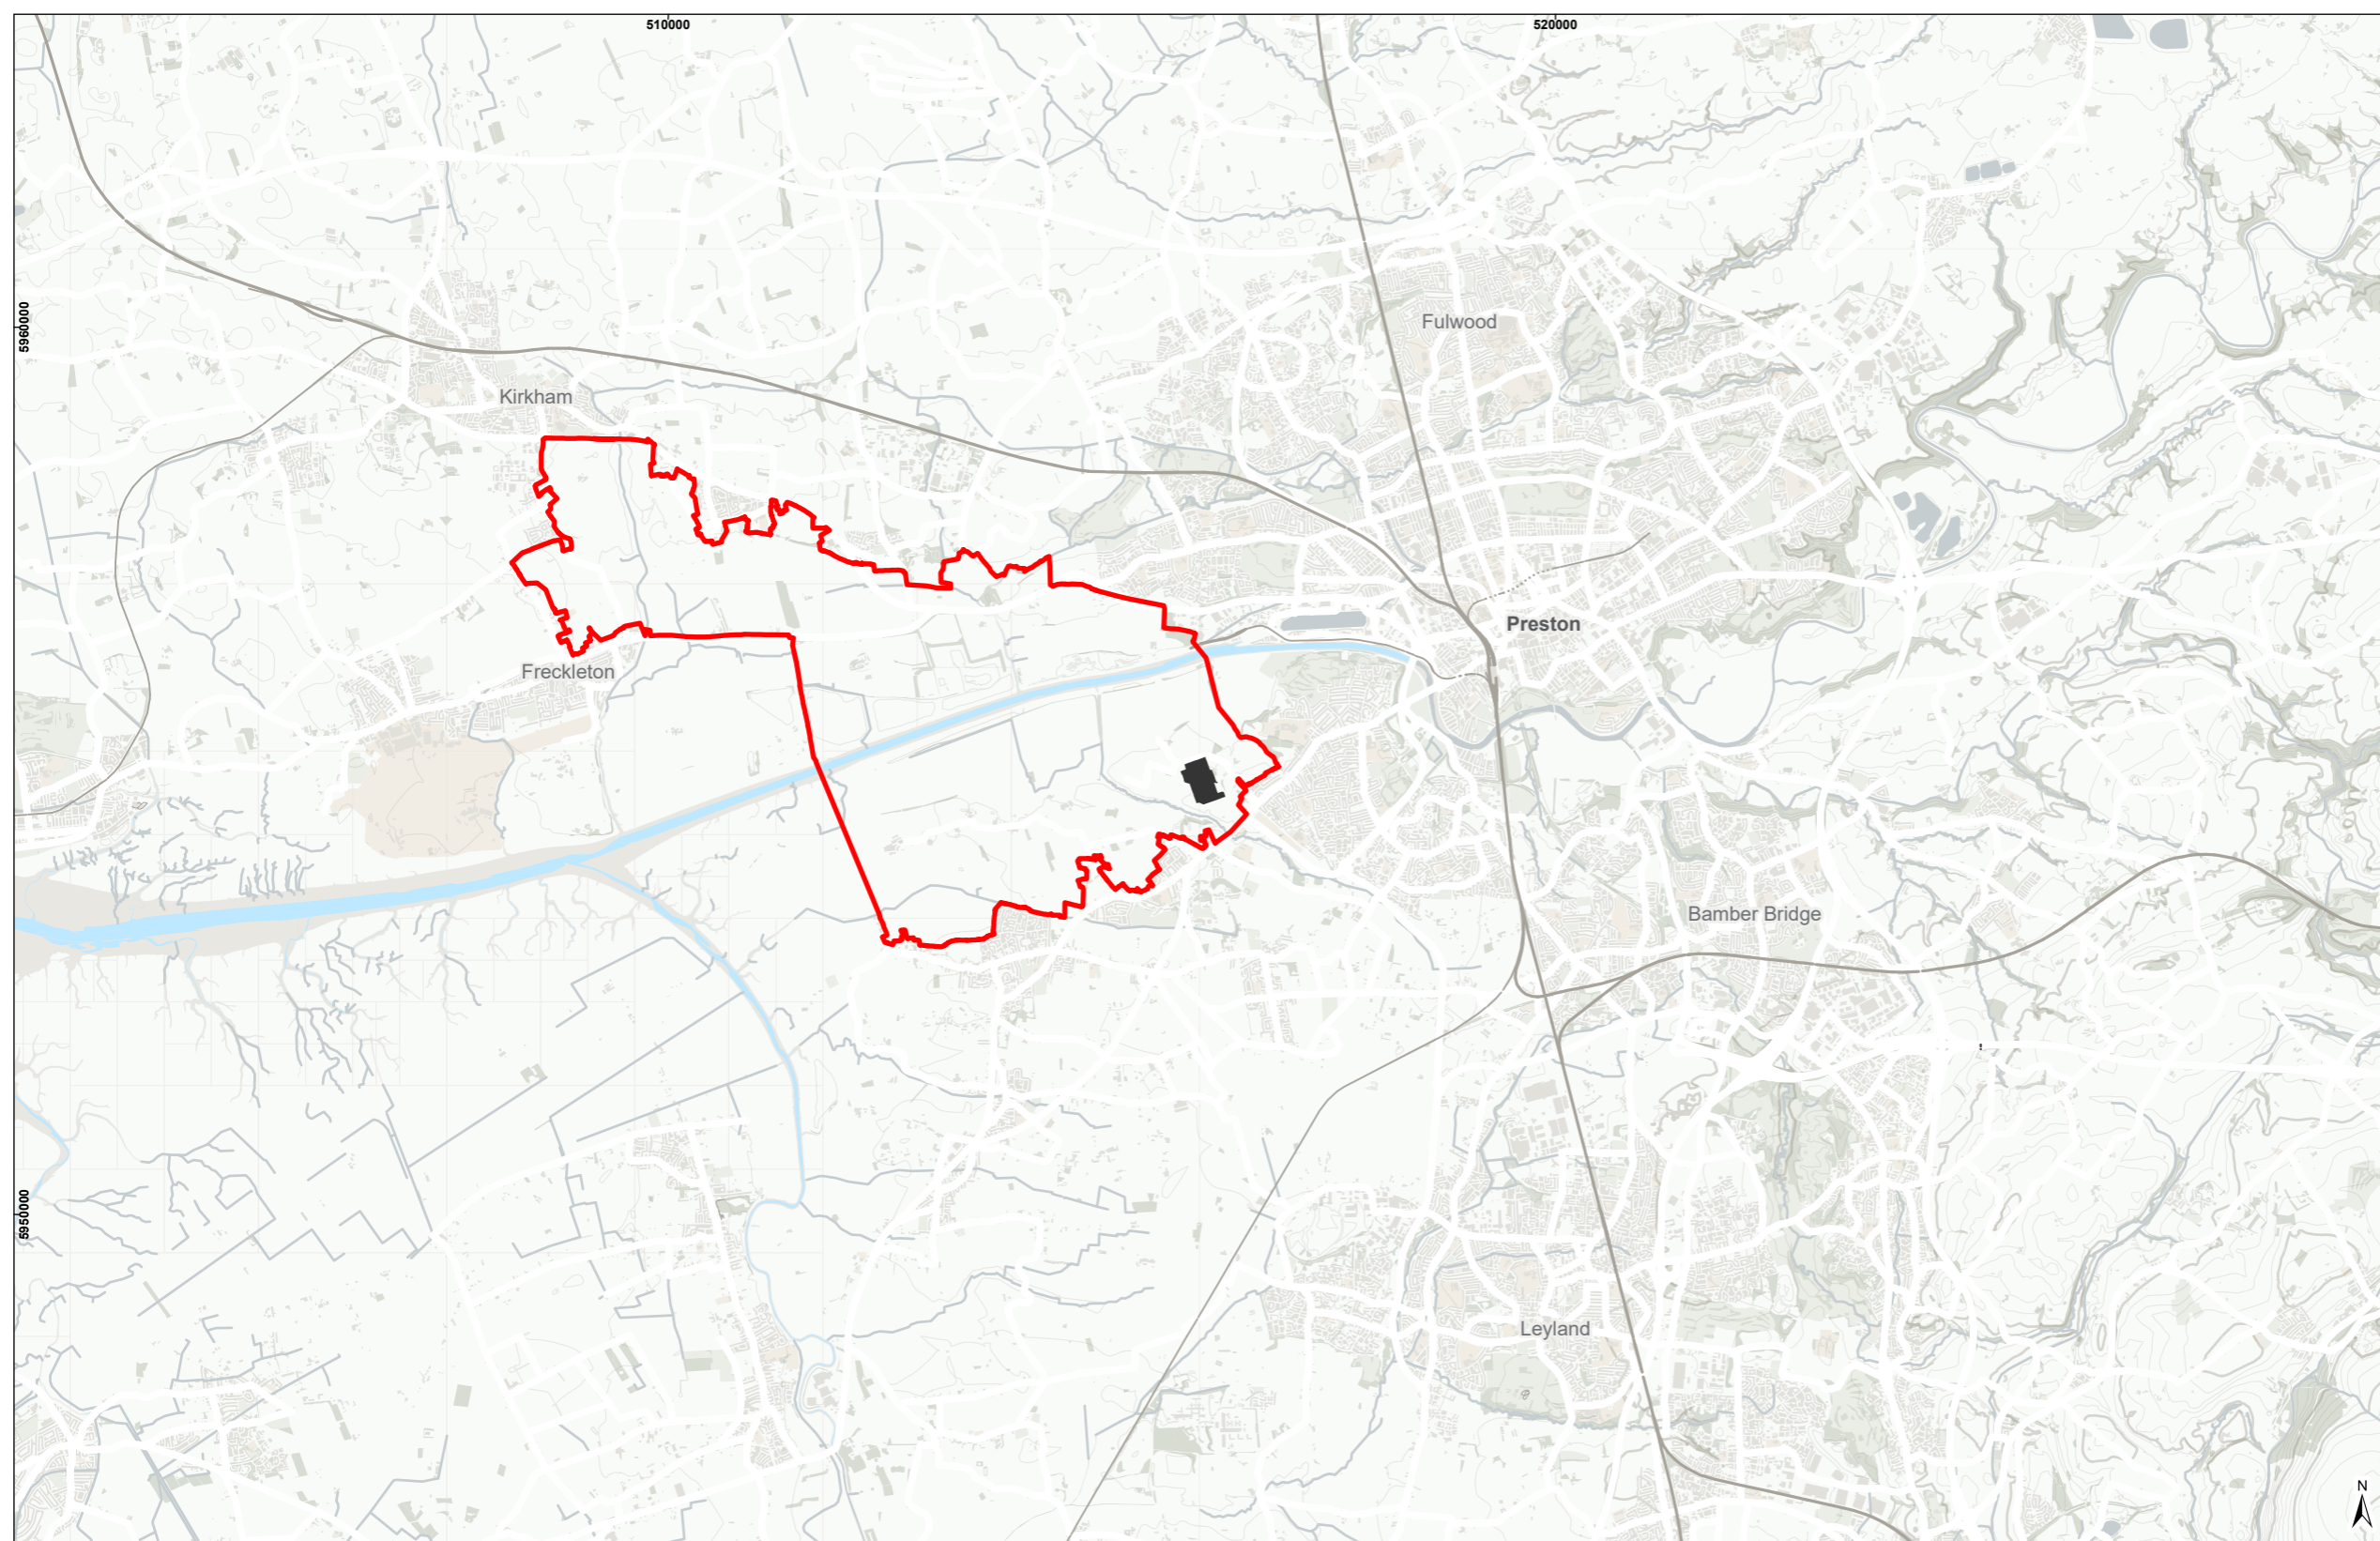 510000
520000
5960000
Fulwood
Kirkham
Preston
Freckleton
Bamber Bridge
5950000
Leyland
N